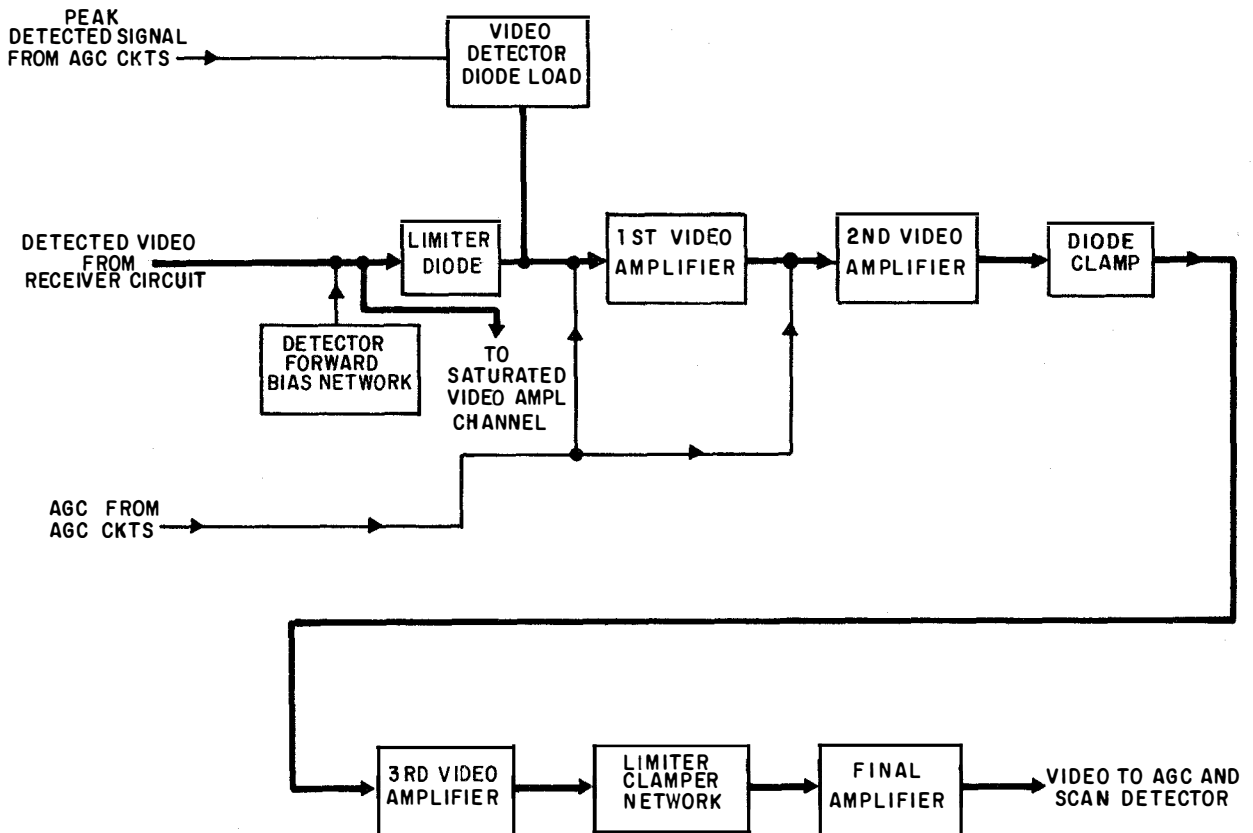 PEAK
DETECTED SIGNAL
FROM AGC CKTS
VIDEO
DETECTOR
DIODE LOAD
DETECTED VIDEO
FROM
RECEIVER CIRCUIT
LIMITER
DIODE
1ST VIDEO
AMPLIFIER
2ND VIDEO
AMPLIFIER
DIODE
CLAMP
DETECTOR
FORWARD
BIAS NETWORK
TO
SATURATED
VIDEO AMPL
CHANNEL
AGC FROM
AGC CKTS
3RD VIDEO
AMPLIFIER
LIMITER
CLAMPER
NETWORK
FINAL
AMPLIFIER
VIDEO TO AGC AND
SCAN DETECTOR